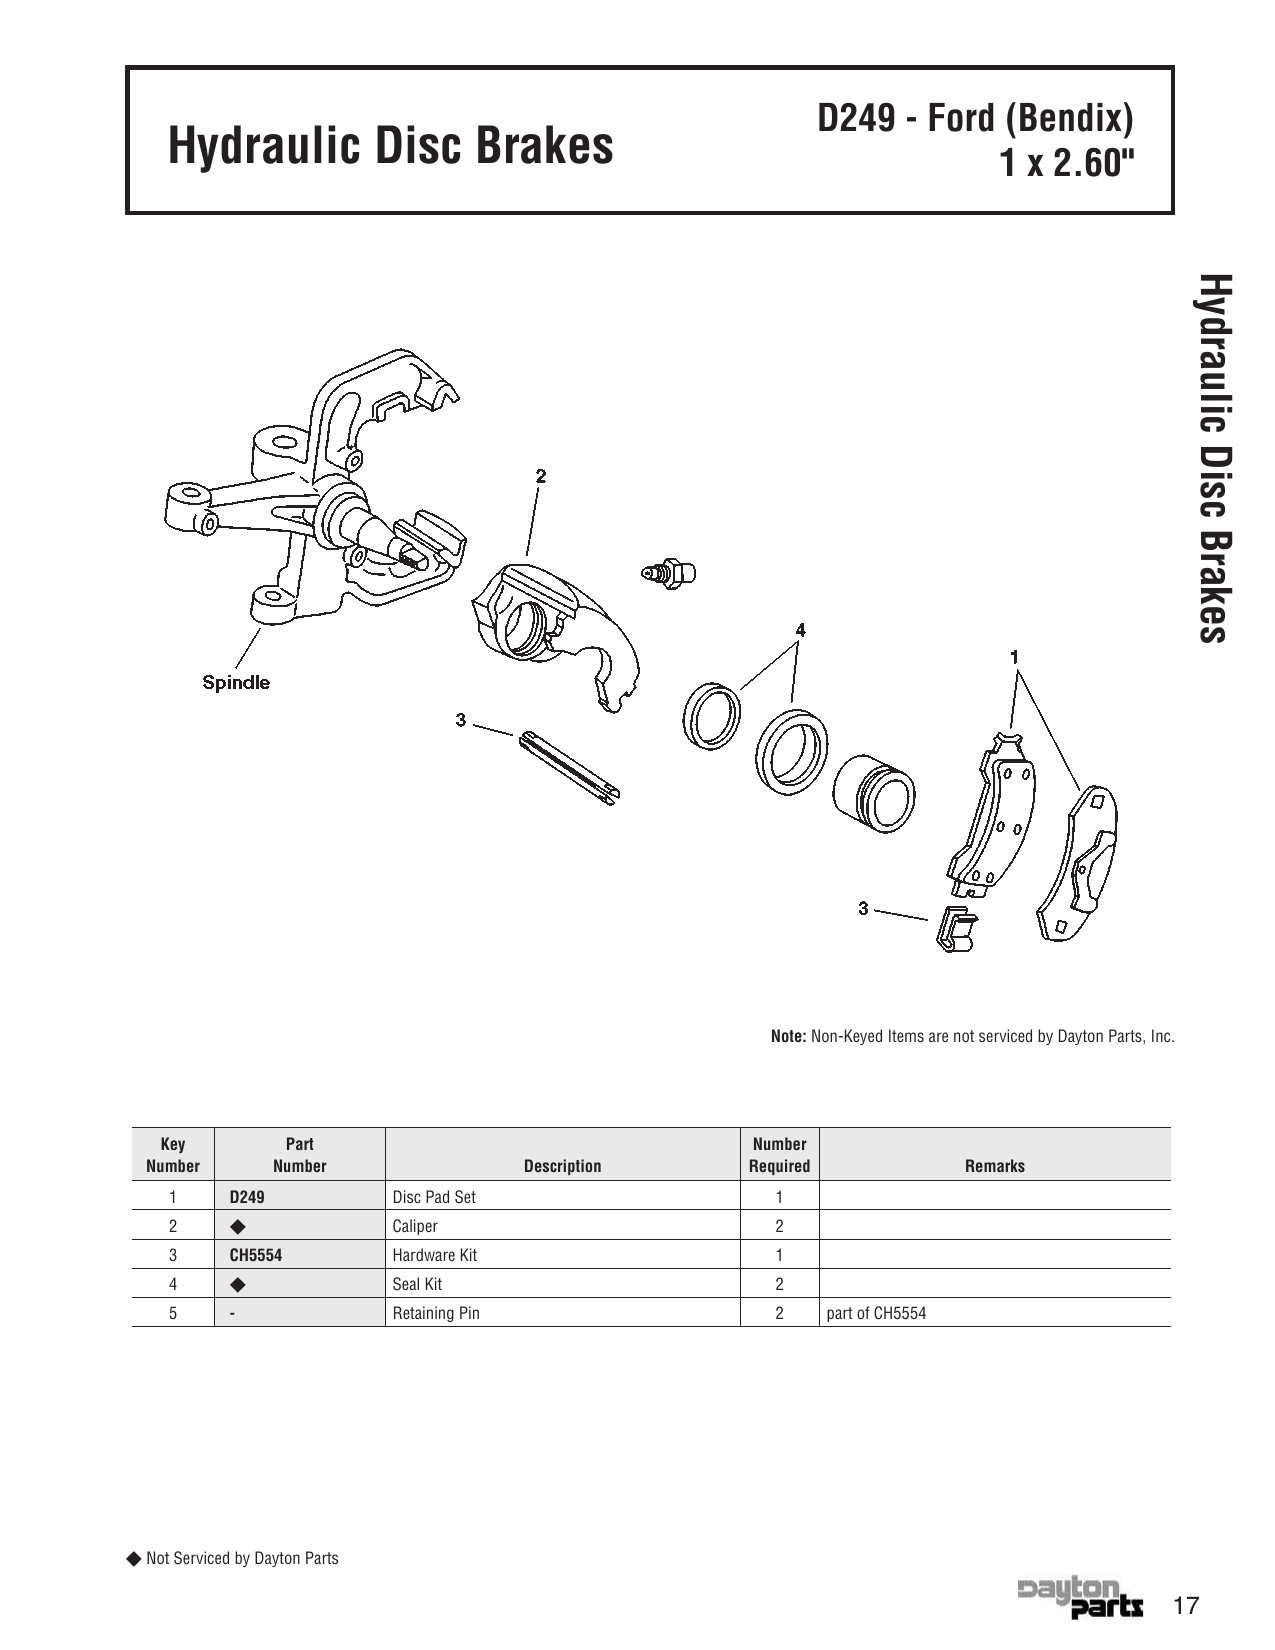 Hydraulic Disc Brakes
D249 - Ford (Bendix)
1 x 2.60"
Hydraulic Disc Brakes
2
4
1
Spindle
3
3
Note: Non-Keyed Items are not serviced by Dayton Parts, Inc.
Key Number Part Number Description Number Required Remarks
1 D249 Disc Pad Set 1
2 ◆ Caliper 2
3 CH5554 Hardware Kit 1
4 ◆ Seal Kit 2
5 - Retaining Pin 2 part of CH5554
◆ Not Serviced by Dayton Parts
Dayton
parts
17